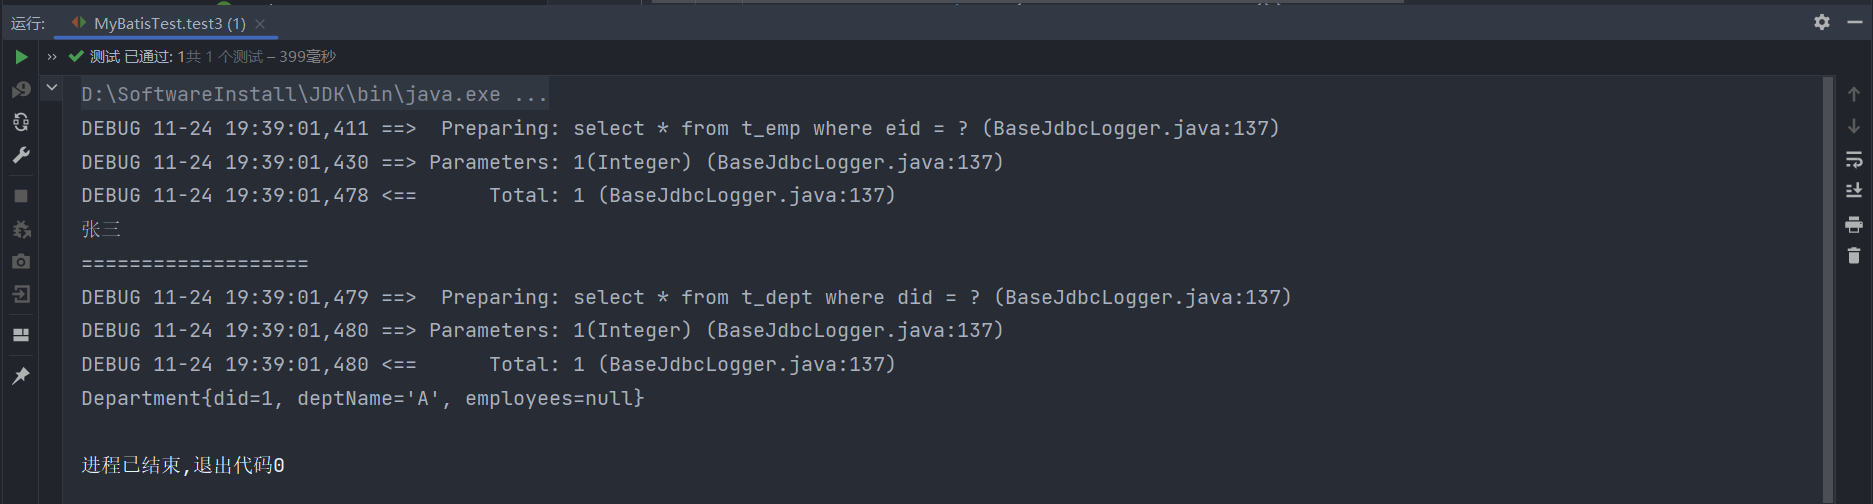 运行: MyBatisTest.test3 (1) ×
» 测试 已通过: 1共 1 个测试 – 399毫秒
D:\SoftwareInstall\JDK\bin\java.exe ...
DEBUG 11-24 19:39:01,411 ==>  Preparing: select * from t_emp where eid = ? (BaseJdbcLogger.java:137)
DEBUG 11-24 19:39:01,430 ==> Parameters: 1(Integer) (BaseJdbcLogger.java:137)
DEBUG 11-24 19:39:01,478 <==      Total: 1 (BaseJdbcLogger.java:137)
张三
===================
DEBUG 11-24 19:39:01,479 ==>  Preparing: select * from t_dept where did = ? (BaseJdbcLogger.java:137)
DEBUG 11-24 19:39:01,480 ==> Parameters: 1(Integer) (BaseJdbcLogger.java:137)
DEBUG 11-24 19:39:01,480 <==      Total: 1 (BaseJdbcLogger.java:137)
Department{did=1, deptName='A', employees=null}
进程已结束,退出代码0